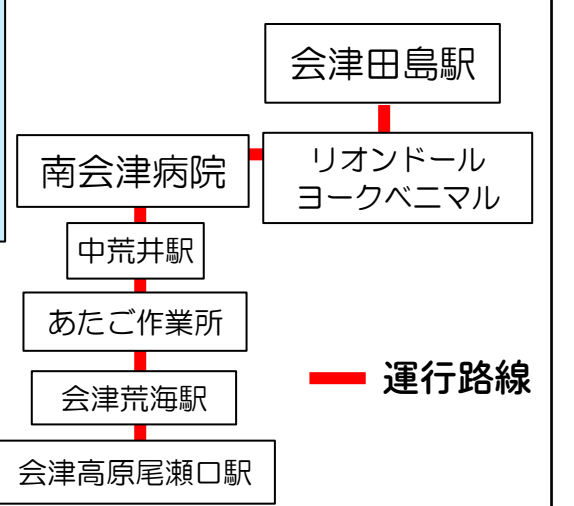 会津田島駅
リオンドール
ヨークベニマル
南会津病院
中荒井駅
あたご作業所
会津荒海駅
会津高原尾瀬口駅
運行路線